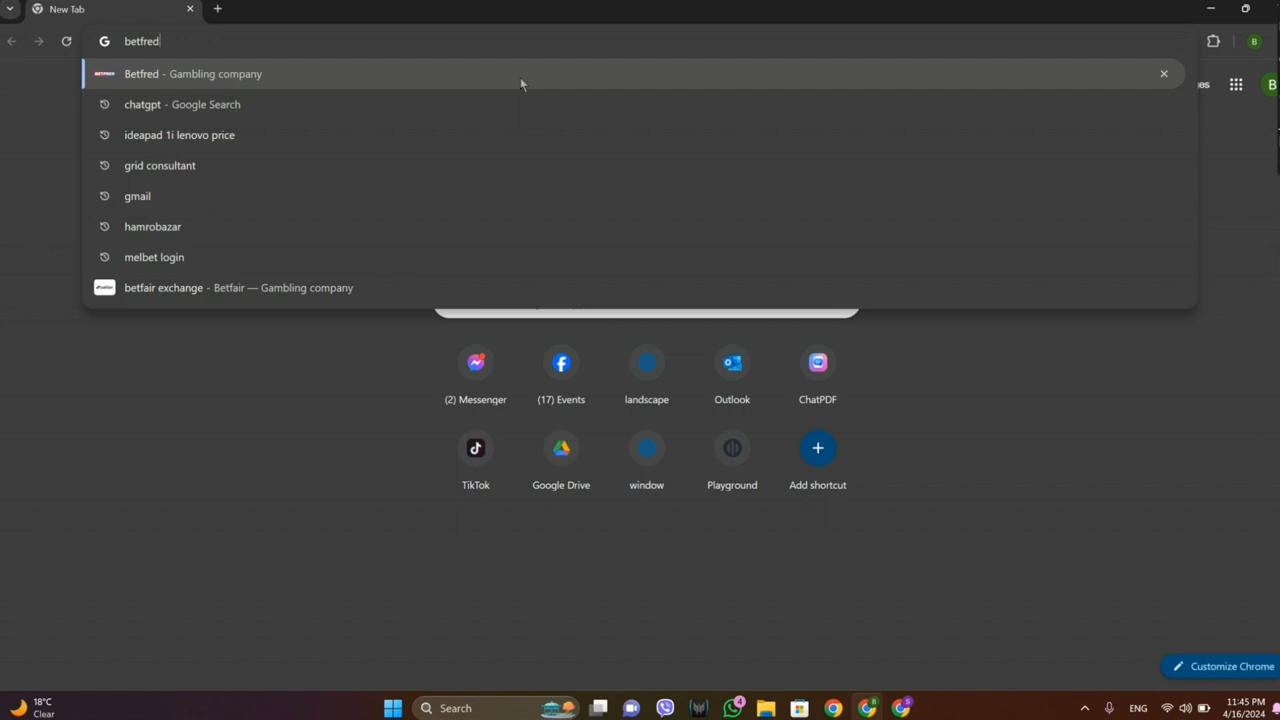 New Tab
betfred
Betfred - Gambling company
chatgpt - Google Search
ideapad 1i lenovo price
grid consultant
gmail
hamrobazar
melbet login
betfair exchange - Betfair — Gambling company
(2) Messenger
(17) Events
landscape
Outlook
ChatPDF
TikTok
Google Drive
window
Playground
Add shortcut
Customize Chrome
18°C
Clear
Search
4
ENG
11:45 PM
4/16/2024